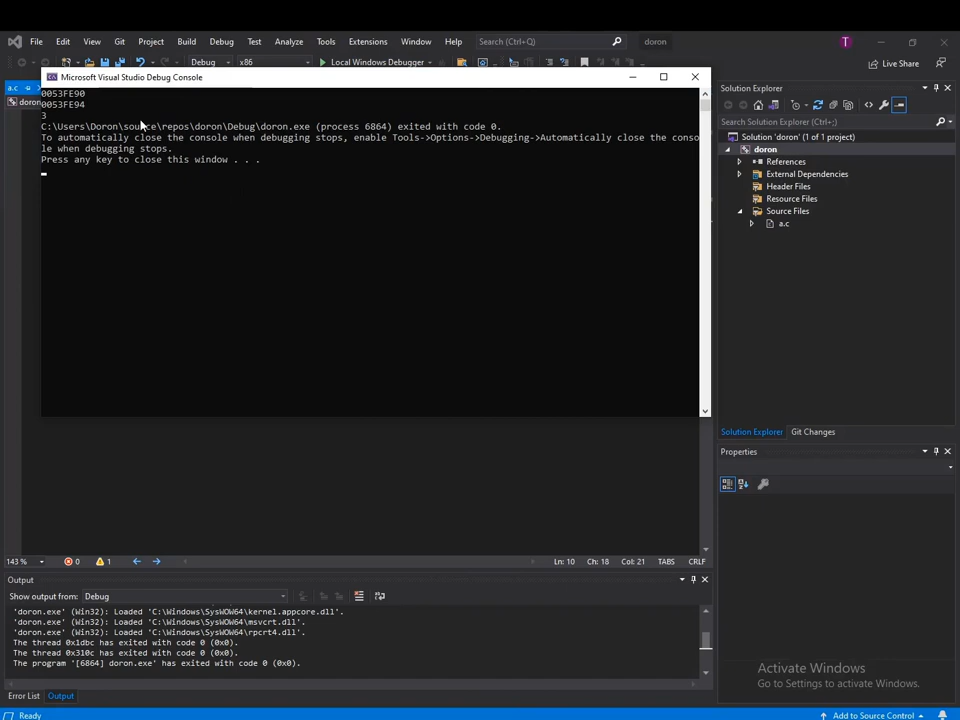 File Edit View Git Project Build Debug Test Analyze Tools Extensions Window Help Search (Ctrl+Q) doron T
Debug x86 Local Windows Debugger Live Share
a.c
doron
Microsoft Visual Studio Debug Console
0053FE90
0053FE94
3
C:\Users\Doron\source\repos\doron\Debug\doron.exe (process 6864) exited with code 0.
To automatically close the console when debugging stops, enable Tools->Options->Debugging->Automatically close the conso
le when debugging stops.
Press any key to close this window . . .
Solution Explorer
Search Solution Explorer (Ctrl+;)
Solution 'doron' (1 of 1 project)
doron
References
External Dependencies
Header Files
Resource Files
Source Files
a.c
Solution Explorer Git Changes
Properties
143 % 0 1 Ln: 10 Ch: 18 Col: 21 TABS CRLF
Output
Show output from: Debug
'doron.exe' (Win32): Loaded 'C:\Windows\SysWOW64\kernel.appcore.dll'.
'doron.exe' (Win32): Loaded 'C:\Windows\SysWOW64\msvcrt.dll'.
'doron.exe' (Win32): Loaded 'C:\Windows\SysWOW64\rpcrt4.dll'.
The thread 0x1dbc has exited with code 0 (0x0).
The thread 0x310c has exited with code 0 (0x0).
The program '[6864] doron.exe' has exited with code 0 (0x0).
Error List Output
Activate Windows
Go to Settings to activate Windows.
Ready Add to Source Control